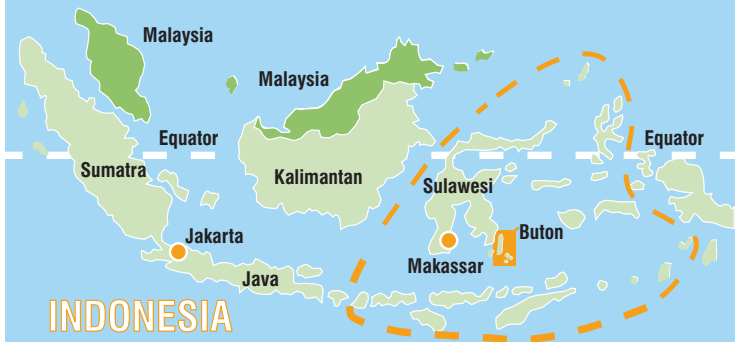 Malaysia
Malaysia
Equator
Equator
Sumatra
Kalimantan
Sulawesi
Jakarta
Buton
Makassar
Java
INDONESIA